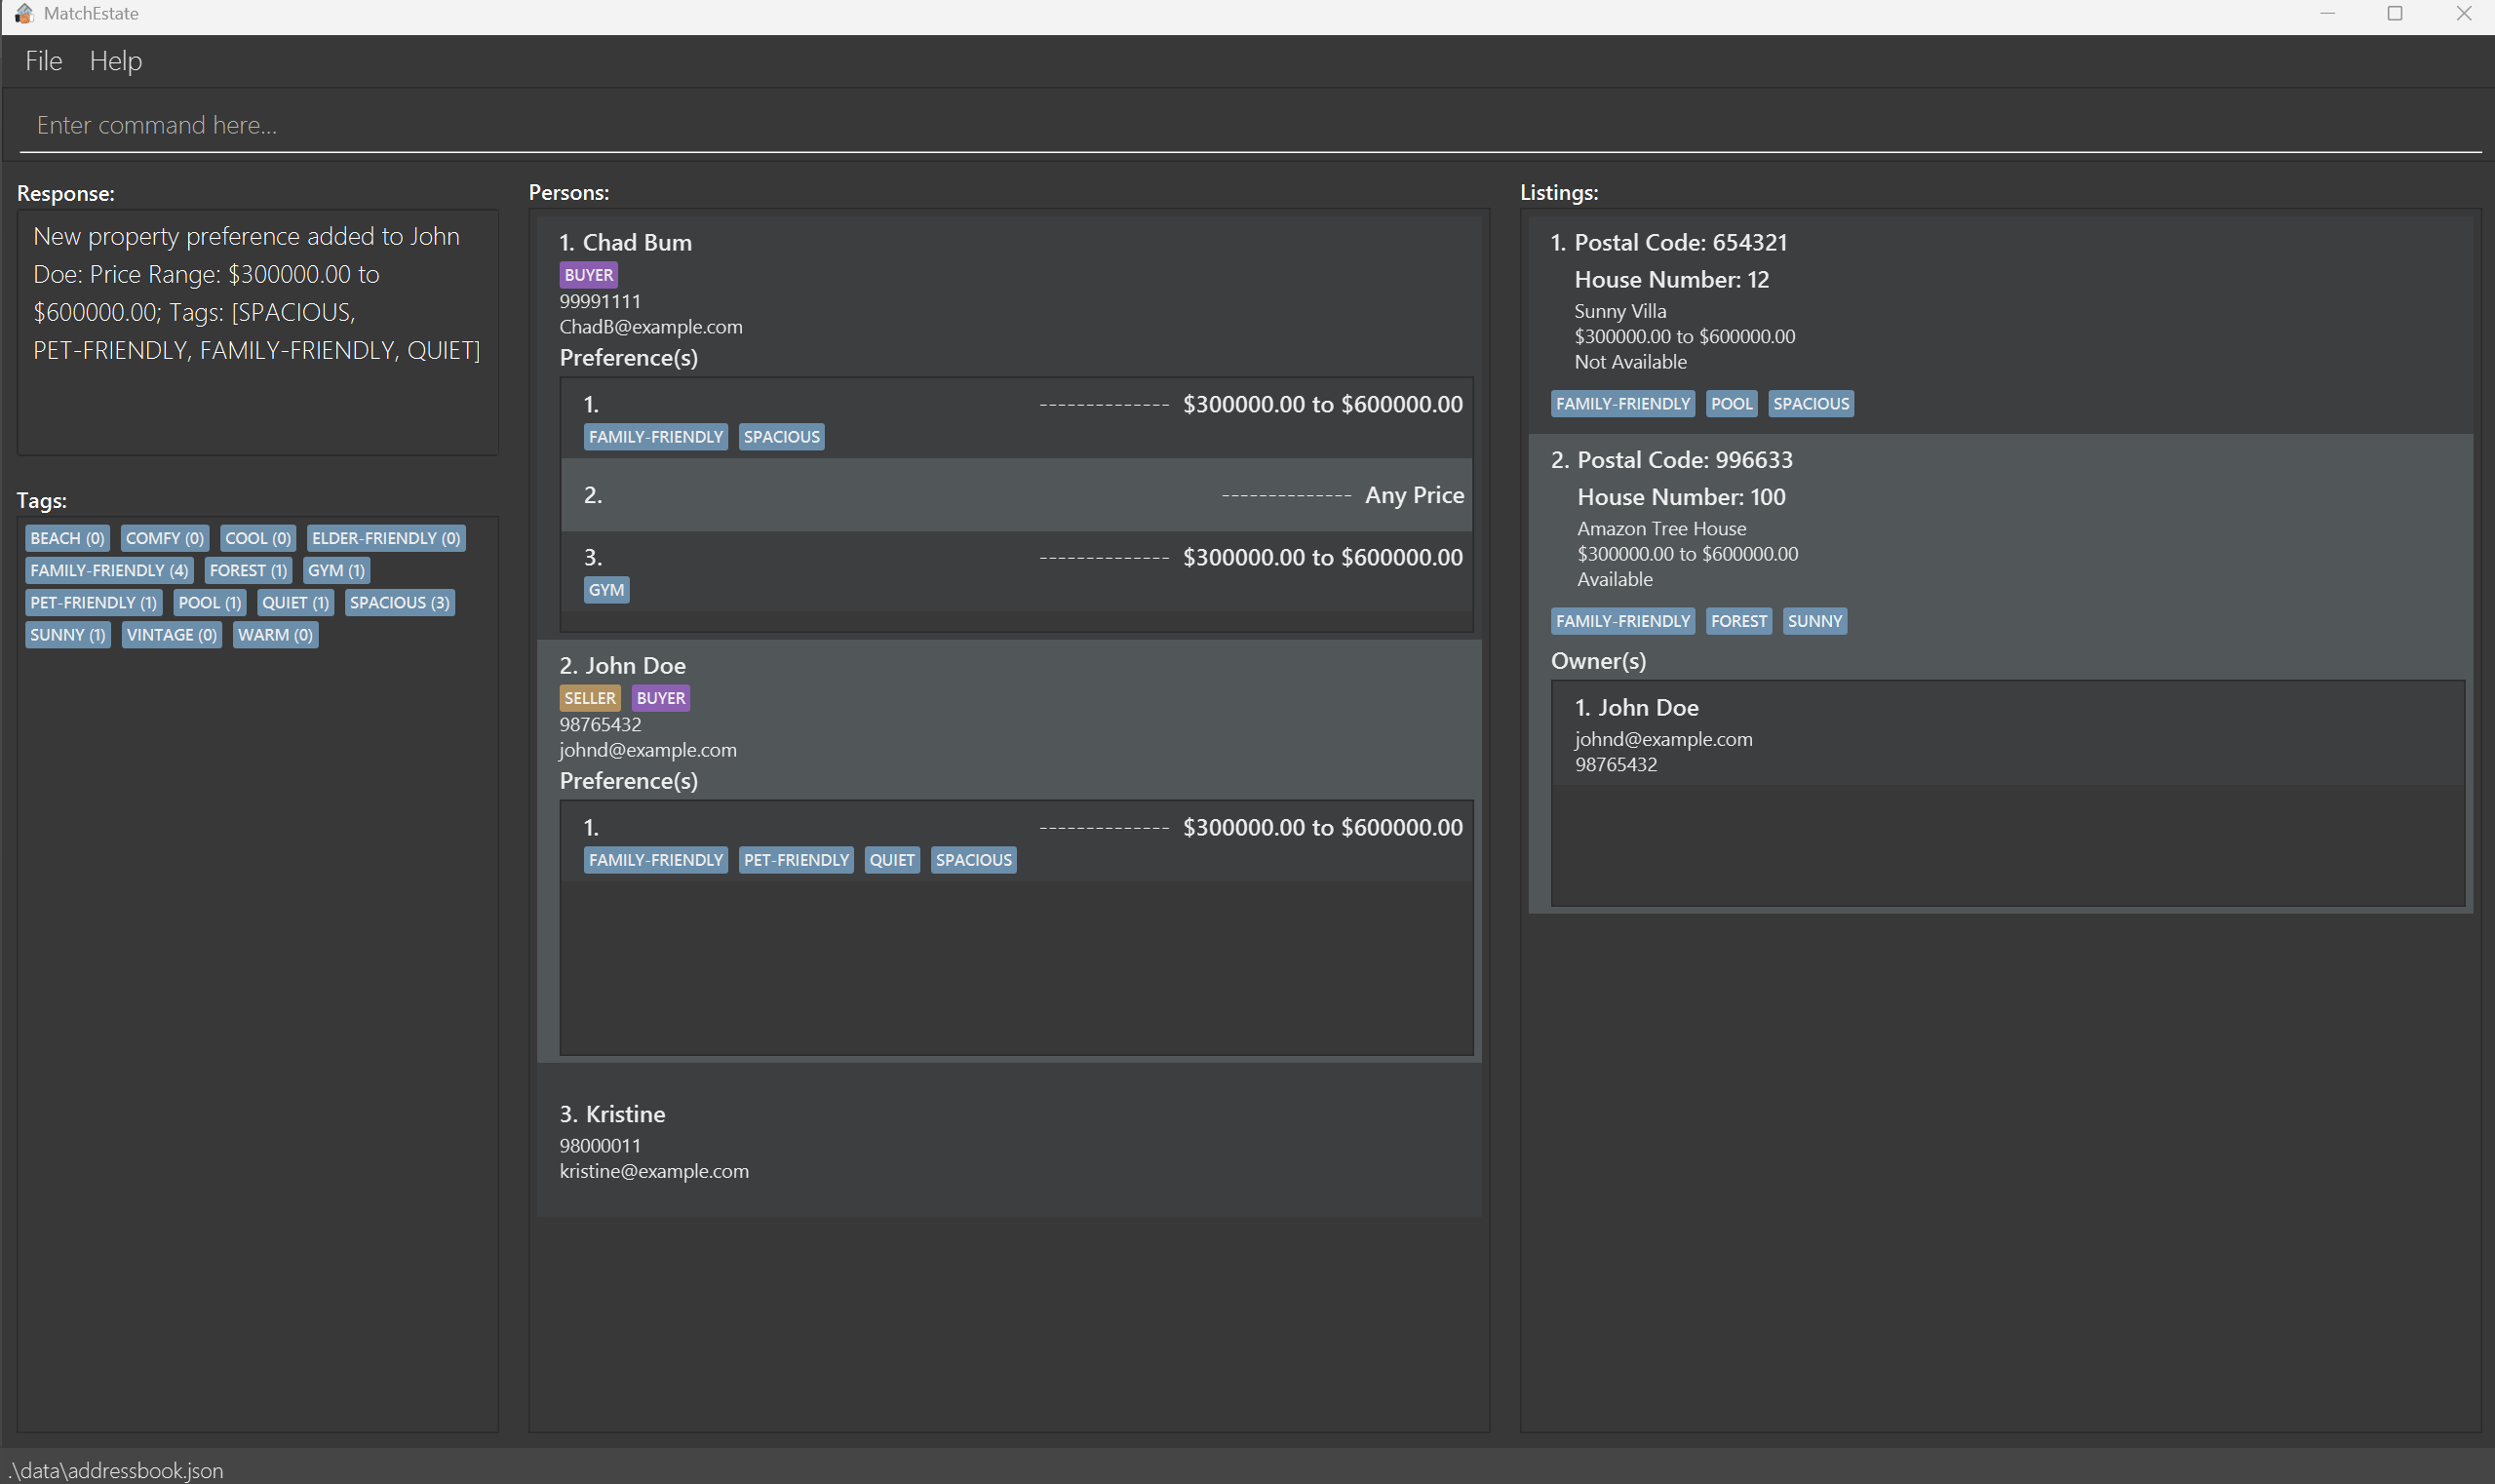 MatchEstate
File Help
Enter command here...
Response:
New property preference added to John
Doe: Price Range: $300000.00 to
$600000.00; Tags: [SPACIOUS,
PET-FRIENDLY, FAMILY-FRIENDLY, QUIET]
Tags:
BEACH (0) COMFY (0) COOL (0) ELDER-FRIENDLY (0)
FAMILY-FRIENDLY (4) FOREST (1) GYM (1)
PET-FRIENDLY (1) POOL (1) QUIET (1) SPACIOUS (3)
SUNNY (1) VINTAGE (0) WARM (0)
Persons:
1. Chad Bum
BUYER
99991111
ChadB@example.com
Preference(s)
1. -------------- $300000.00 to $600000.00
FAMILY-FRIENDLY SPACIOUS
2. -------------- Any Price
3. -------------- $300000.00 to $600000.00
GYM
2. John Doe
SELLER BUYER
98765432
johnd@example.com
Preference(s)
1. -------------- $300000.00 to $600000.00
FAMILY-FRIENDLY PET-FRIENDLY QUIET SPACIOUS
3. Kristine
98000011
kristine@example.com
Listings:
1. Postal Code: 654321
House Number: 12
Sunny Villa
$300000.00 to $600000.00
Not Available
FAMILY-FRIENDLY POOL SPACIOUS
2. Postal Code: 996633
House Number: 100
Amazon Tree House
$300000.00 to $600000.00
Available
FAMILY-FRIENDLY FOREST SUNNY
Owner(s)
1. John Doe
johnd@example.com
98765432
.\data\addressbook.json